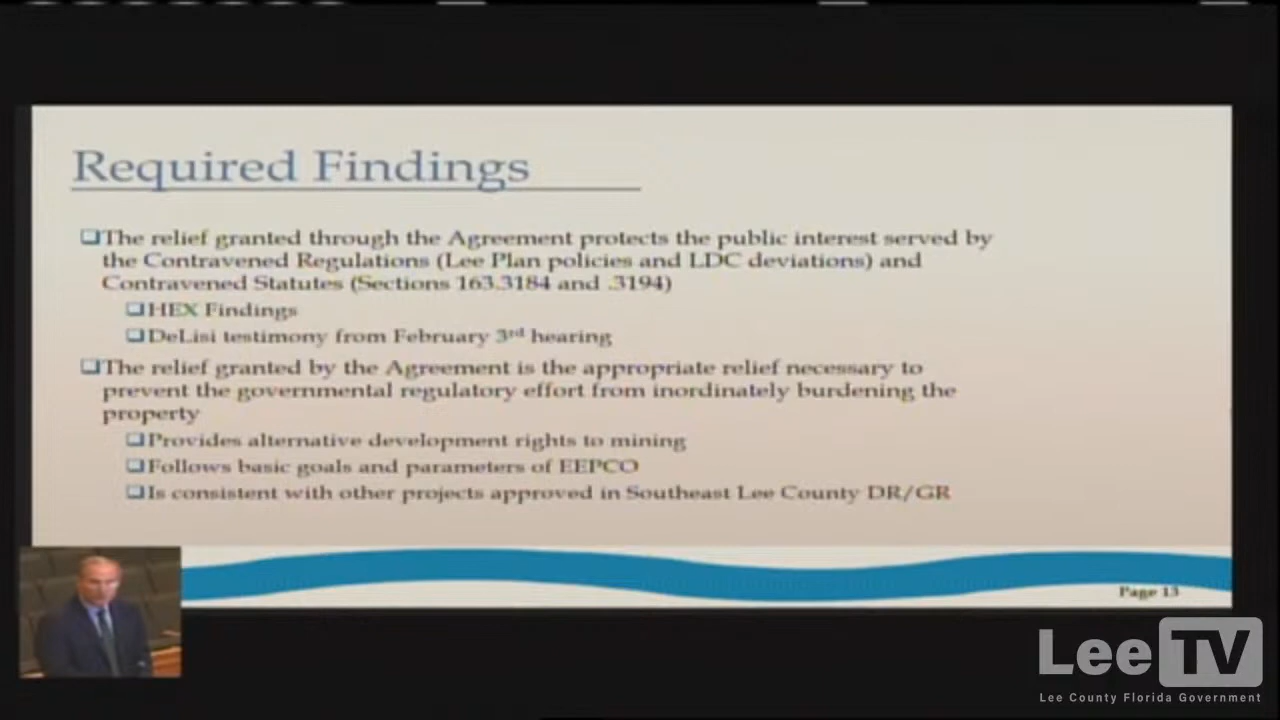 Required Findings
The relief granted through the Agreement protects the public interest served by
the Contravened Regulations (Lee Plan policies and LDC deviations) and
Contravened Statutes (Sections 163.3184 and .3194)
HEX Findings
DeLisi testimony from February 3rd hearing
The relief granted by the Agreement is the appropriate relief necessary to
prevent the governmental regulatory effort from inordinately burdening the
property
Provides alternative development rights to mining
Follows basic goals and parameters of EEPCO
Is consistent with other projects approved in Southeast Lee County DR/GR
Page 13
LeeTV
Lee County Florida Government